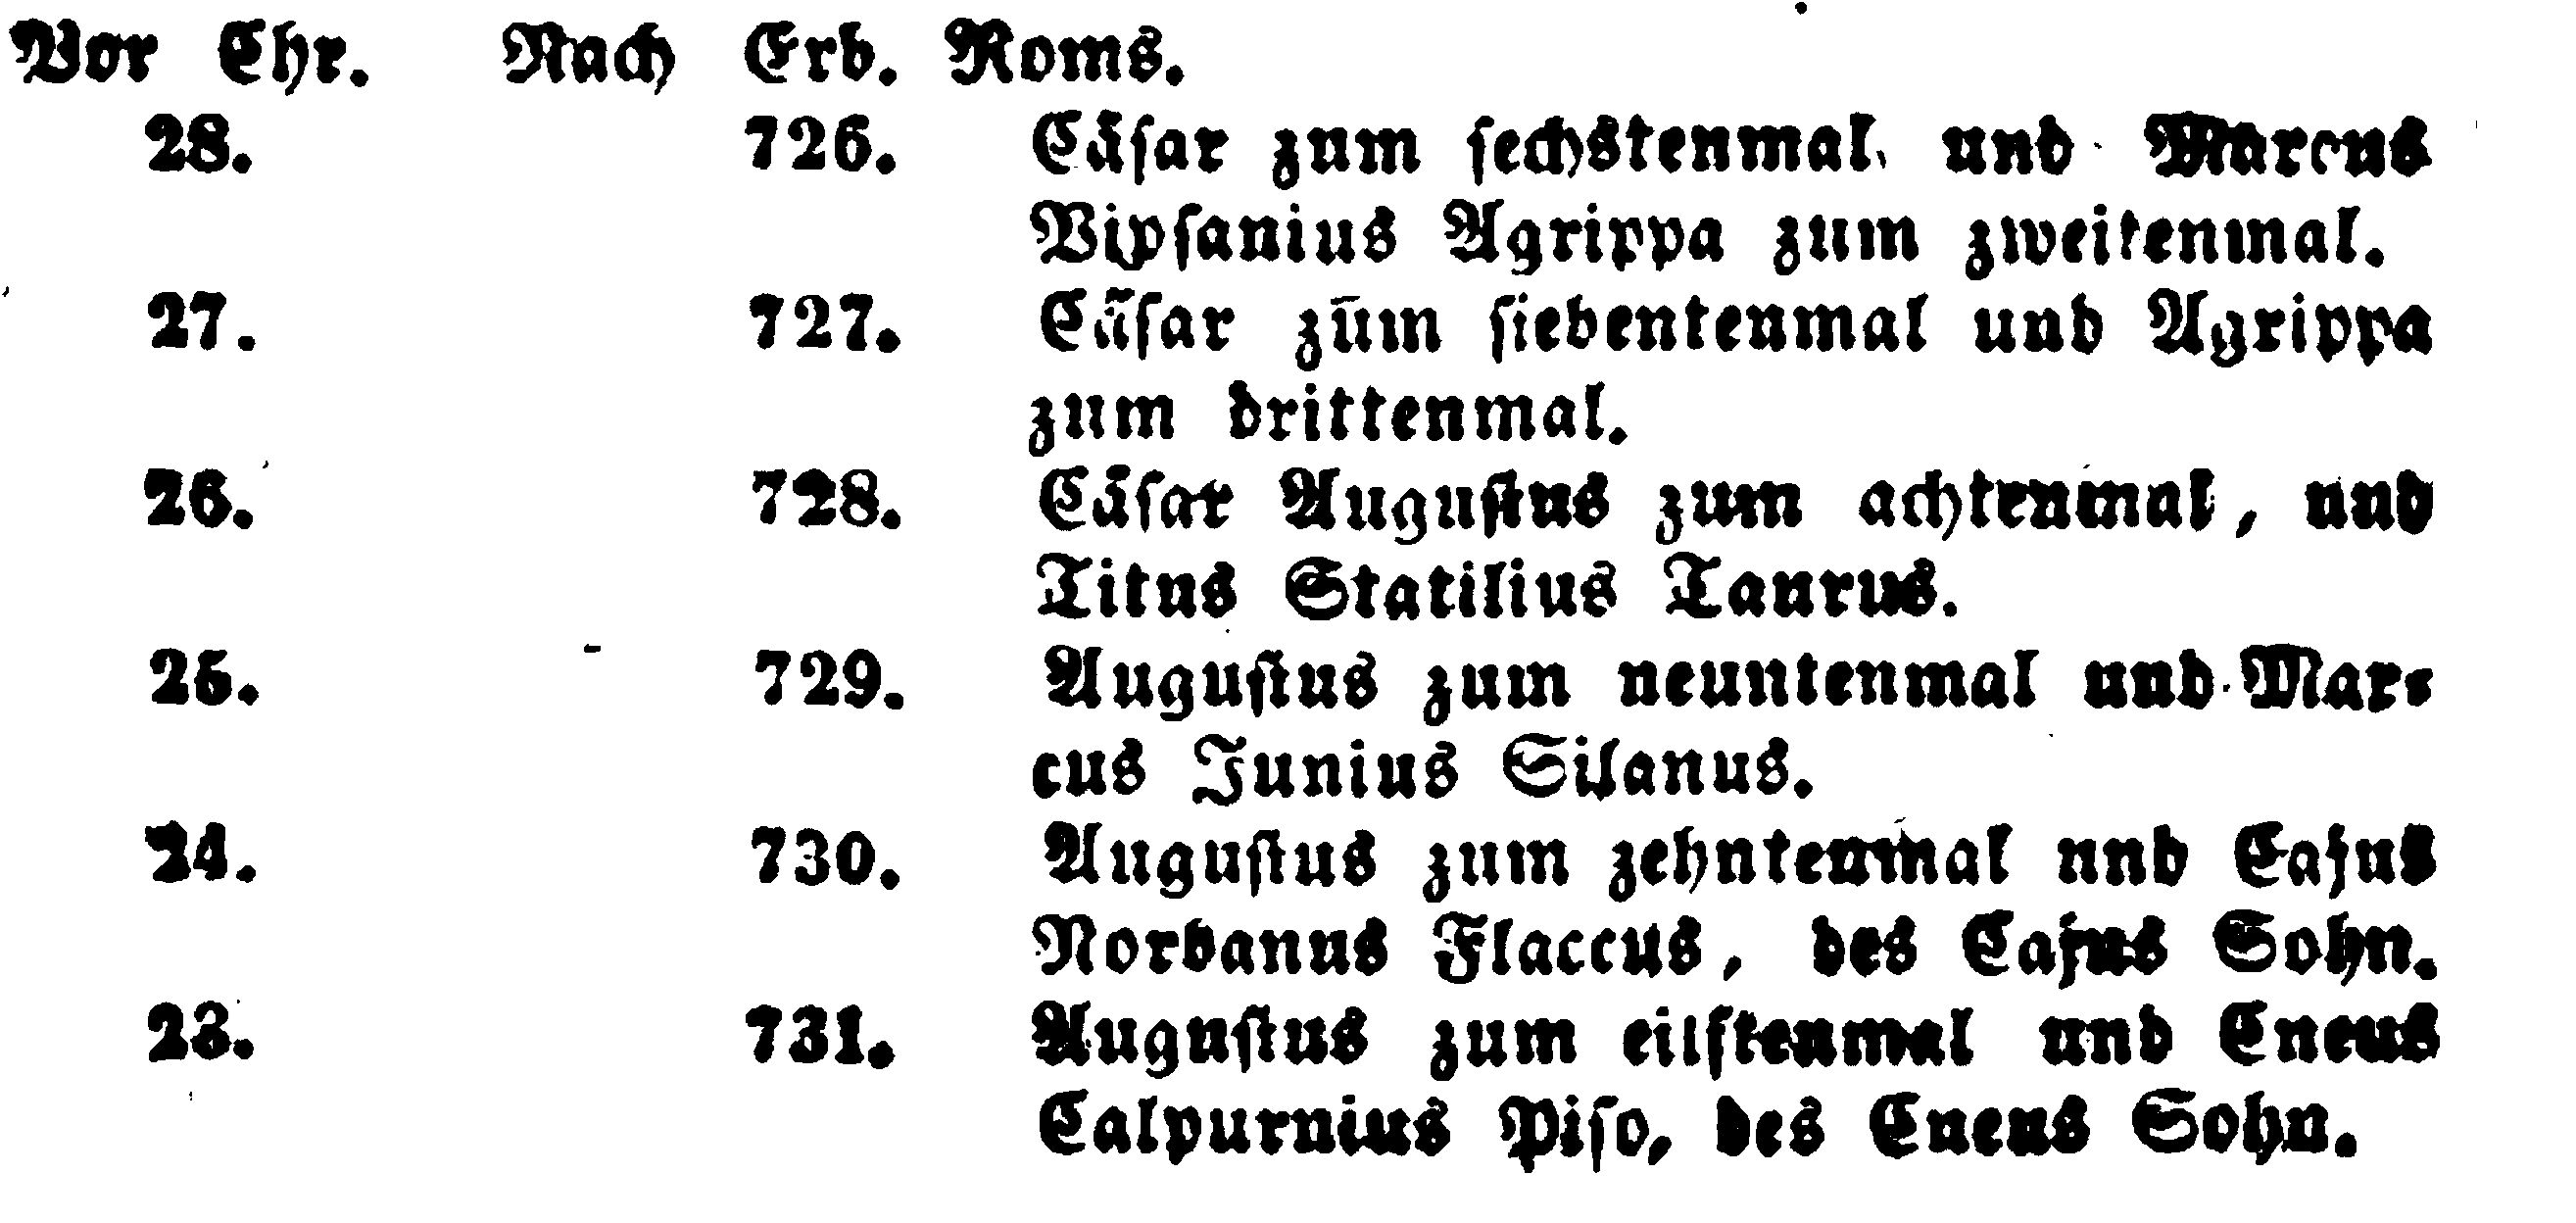 Vor Chr. Nach Erb. Roms.
28. 726. Cäſar zum ſechstenmal und Marcus
Vipſanius Agrippa zum zweitenmal.
27. 727. Cäſar zum ſiebentenmal und Agrippa
zum drittenmal.
26. 728. Cäſar Auguſtus zum achtenmal, und
Titus Statilius Taurus.
25. 729. Auguſtus zum neuntenmal und Mar-
cus Junius Silanus.
24. 730. Auguſtus zum zehntenmal und Cajus
Norbanus Flaccus, des Cajus Sohn.
23. 731. Auguſtus zum eilftenmal und Cneus
Calpurnius Piſo, des Cneus Sohn.